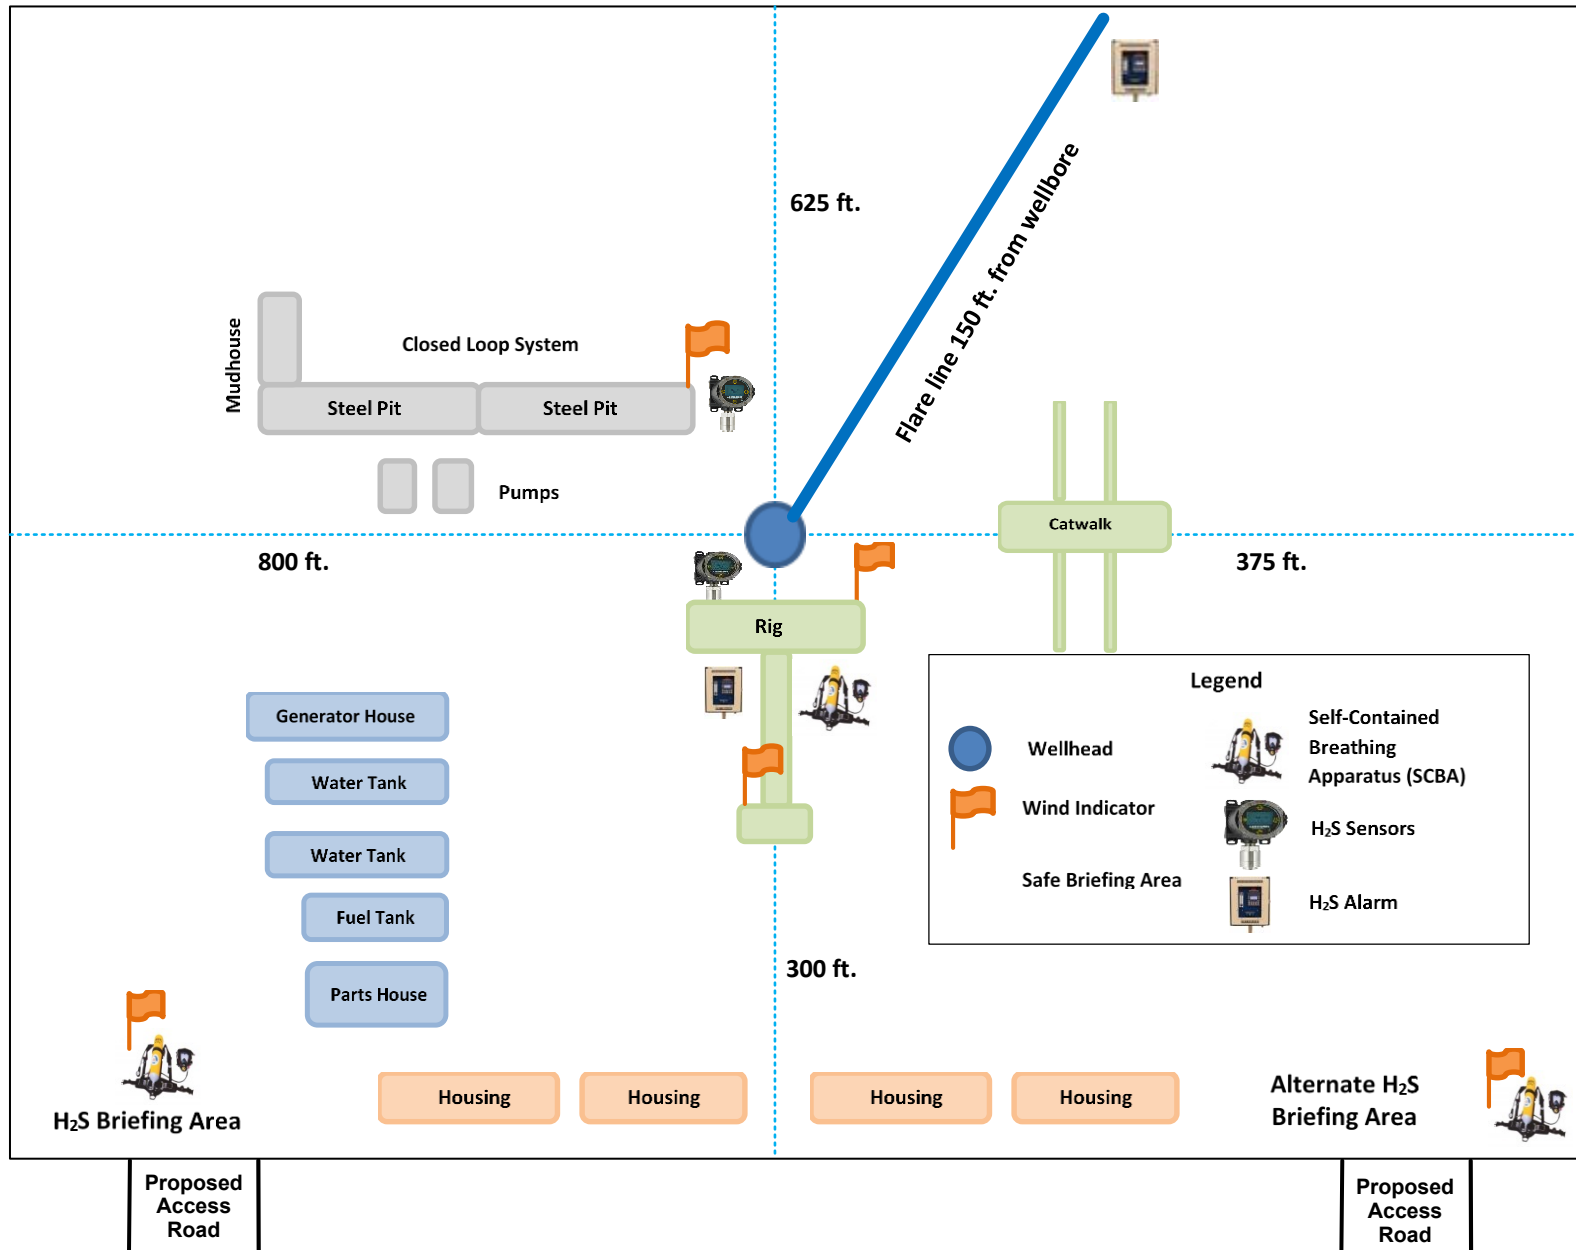 625 ft.
Flare line 150 ft. from wellbore
Mudhouse
Closed Loop System
Steel Pit
Steel Pit
Pumps
Catwalk
800 ft.
375 ft.
Rig
Generator House
Water Tank
Water Tank
Fuel Tank
Parts House
Legend
Wellhead
Wind Indicator
Safe Briefing Area
Self-Contained
Breathing
Apparatus (SCBA)
H₂S Sensors
H₂S Alarm
300 ft.
H₂S Briefing Area
Housing
Housing
Housing
Housing
Alternate H₂S
Briefing Area
Proposed
Access
Road
Proposed
Access
Road